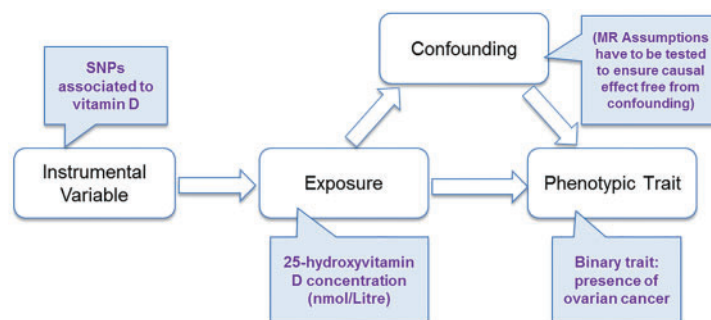 Confounding
(MR Assumptions
have to be tested
to ensure causal
effect free from
confounding)
SNPs
associated to
vitamin D
Instrumental
Variable
Exposure
Phenotypic Trait
25-hydroxyvitamin
D concentration
(nmol/Litre)
Binary trait:
presence of
ovarian cancer